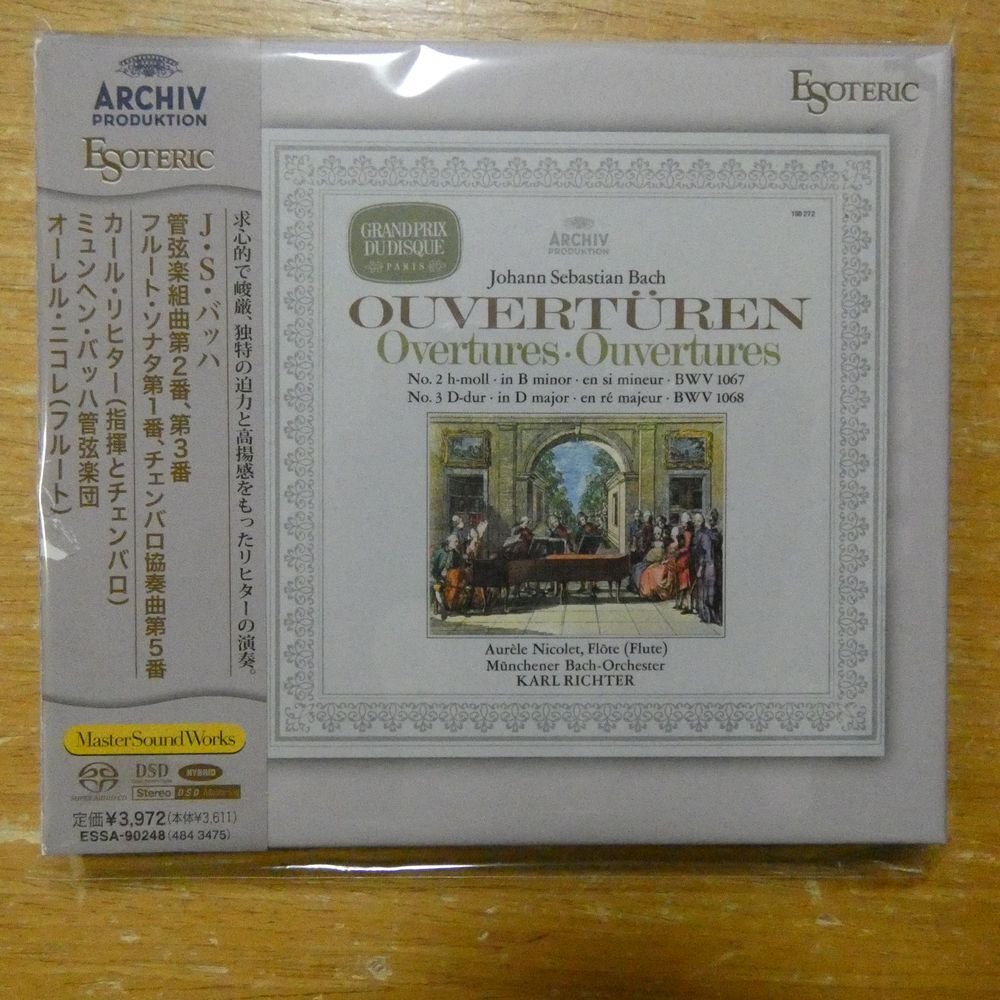 ARCHIV
PRODUKTION
ESOTERIC
求心的で峻厳、独特の迫力と高揚感をもったリヒターの演奏。
J・S・バッハ
管弦楽組曲第2番、第3番
フルート・ソナタ第1番、チェンバロ協奏曲第5番
カール・リヒター(指揮とチェンバロ)
ミュンヘン・バッハ管弦楽団
オーレル・ニコレ(フルート)
MasterSoundWorks
SUPER AUDIO CD
DSD
HYBRID
Stereo
DSD Mastering
定価¥3,972(本体¥3,611)
ESSA-90248(484 3475)
ESOTERIC
GRAND PRIX
DU DISQUE
PARIS
ARCHIV
PRODUKTION
198 272
Johann Sebastian Bach
OUVERTÜREN
Overtures · Ouvertures
No. 2 h-moll · in B minor · en si mineur · BWV 1067
No. 3 D-dur · in D major · en ré majeur · BWV 1068
Aurèle Nicolet, Flöte (Flute)
Münchener Bach-Orchester
KARL RICHTER